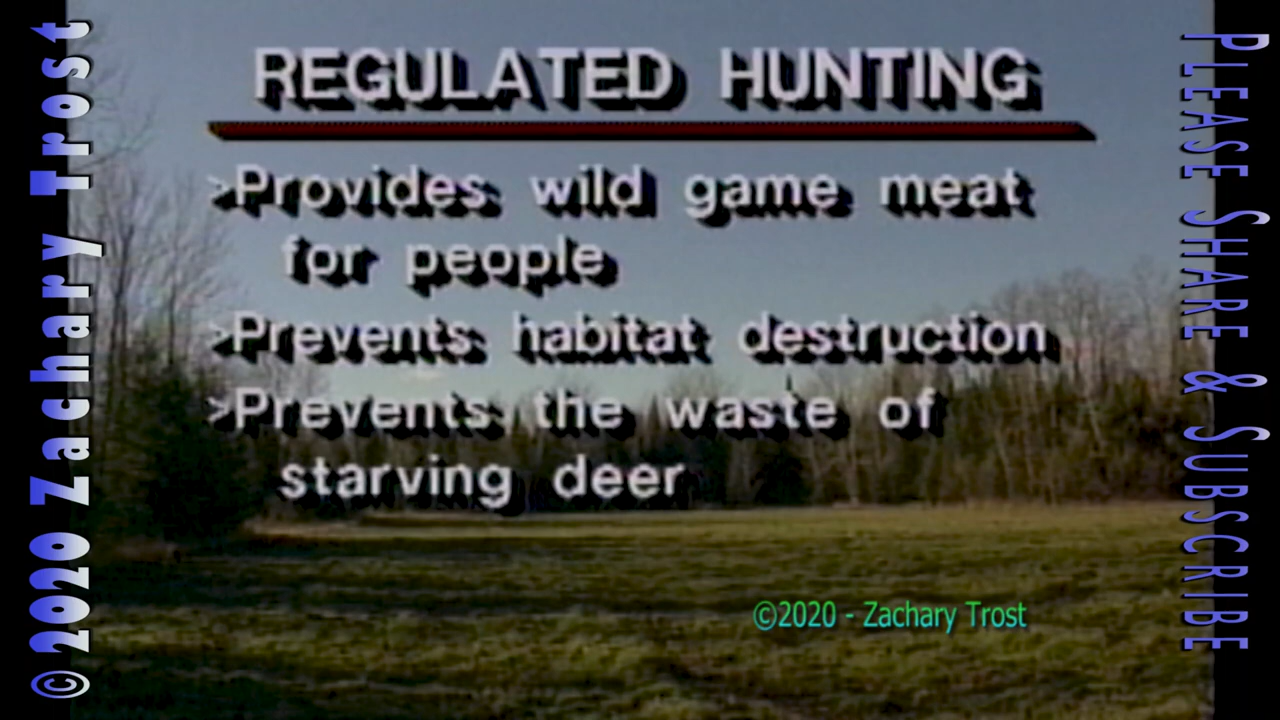 REGULATED HUNTING
>Provides wild game meat
for people
>Prevents habitat destruction
>Prevents the waste of
starving deer
©2020 - Zachary Trost
©2020 Zachary Trost
Please Share & Subscribe